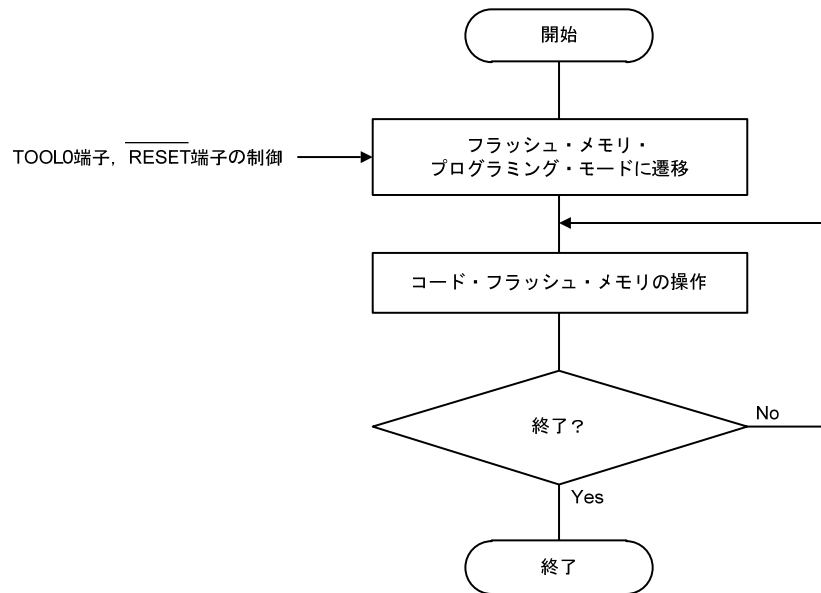 開始
TOOL0端子，RESET端子の制御
フラッシュ・メモリ・
プログラミング・モードに遷移
コード・フラッシュ・メモリの操作
終了？
No
Yes
終了